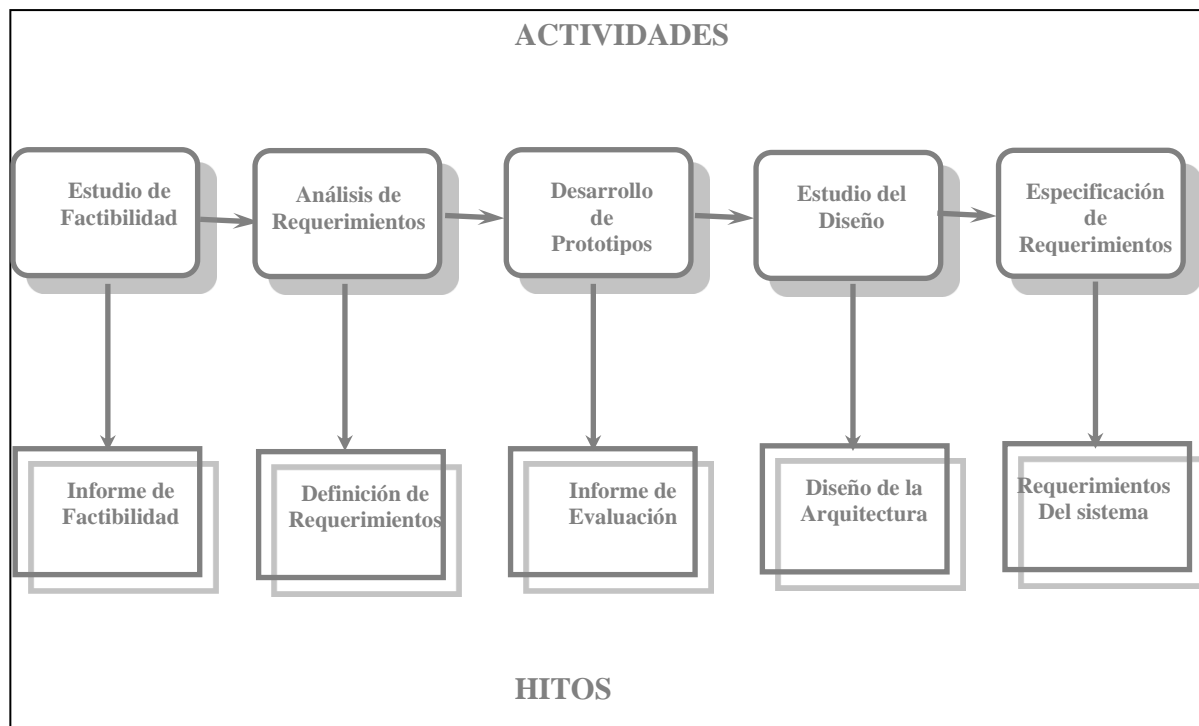 ACTIVIDADES
Estudio de
Factibilidad
Análisis de
Requerimientos
Desarrollo
de
Prototipos
Estudio del
Diseño
Especificación
de
Requerimientos
Informe de
Factibilidad
Definición de
Requerimientos
Informe de
Evaluación
Diseño de la
Arquitectura
Requerimientos
Del sistema
HITOS